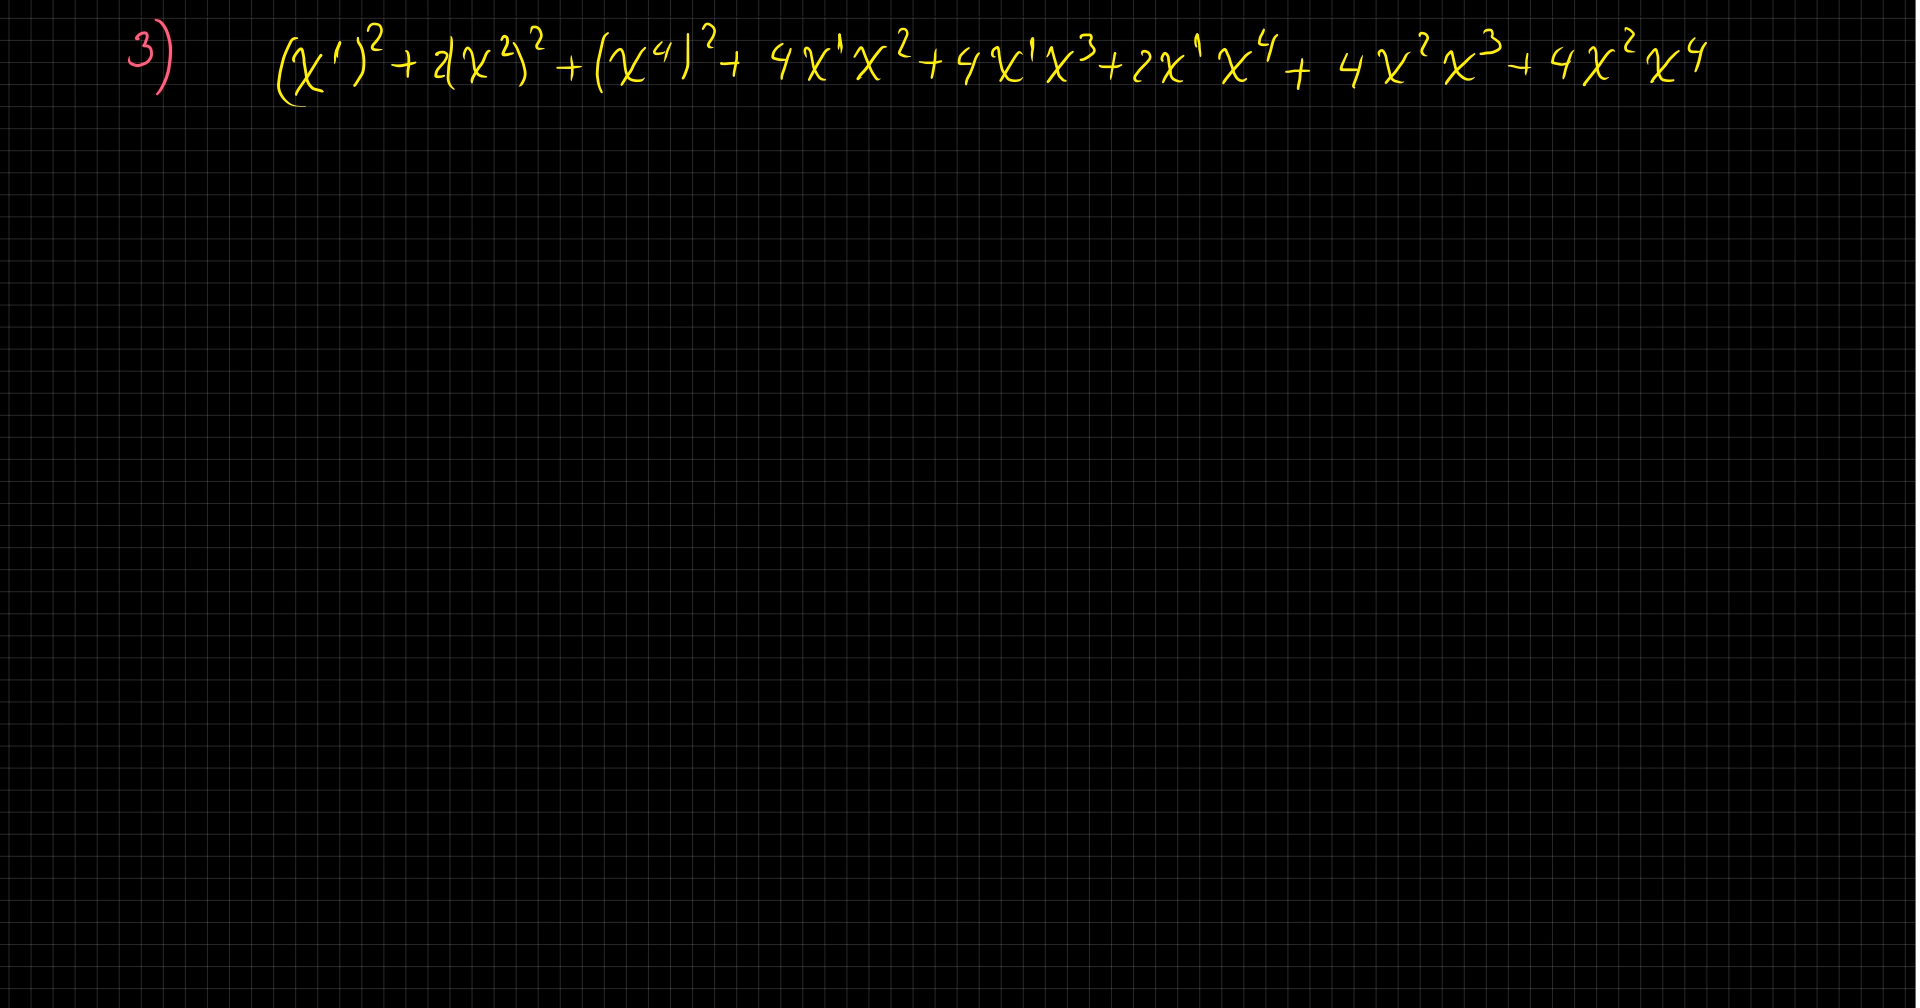 3) (x¹)² + 2(x²)² + (x⁴)² + 4x¹x² + 4x¹x³ + 2x¹x⁴ + 4x²x³ + 4x²x⁴